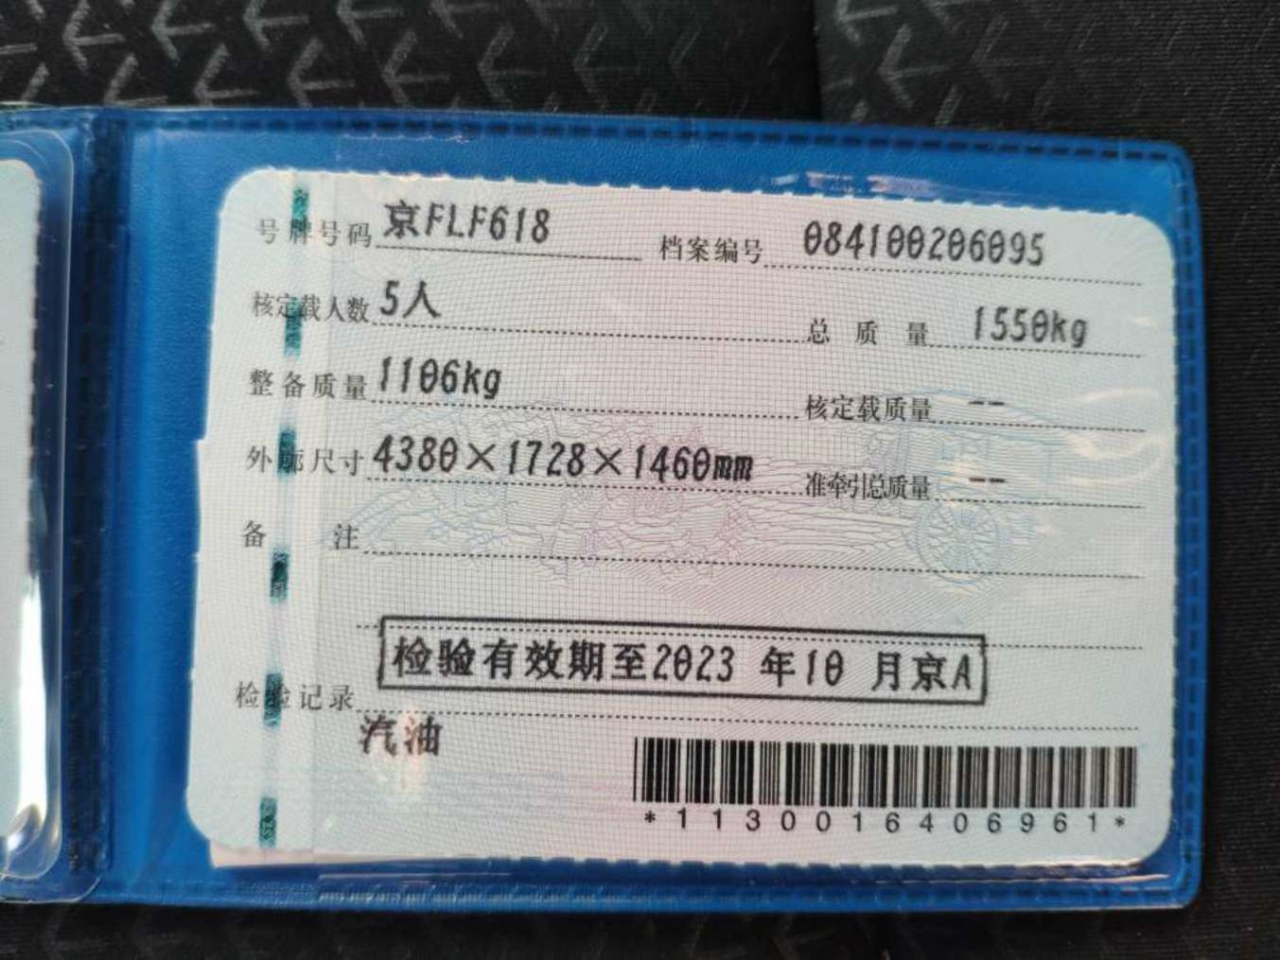 号牌号码 京FLF618 档案编号 084100206095
核定载人数 5人 总质量 1550kg
整备质量 1106kg 核定载质量 --
外廓尺寸 4380×1728×1460mm 准牵引总质量 --
备注
检验有效期至2023 年10 月京A
检验记录
汽油
*1130016406961*